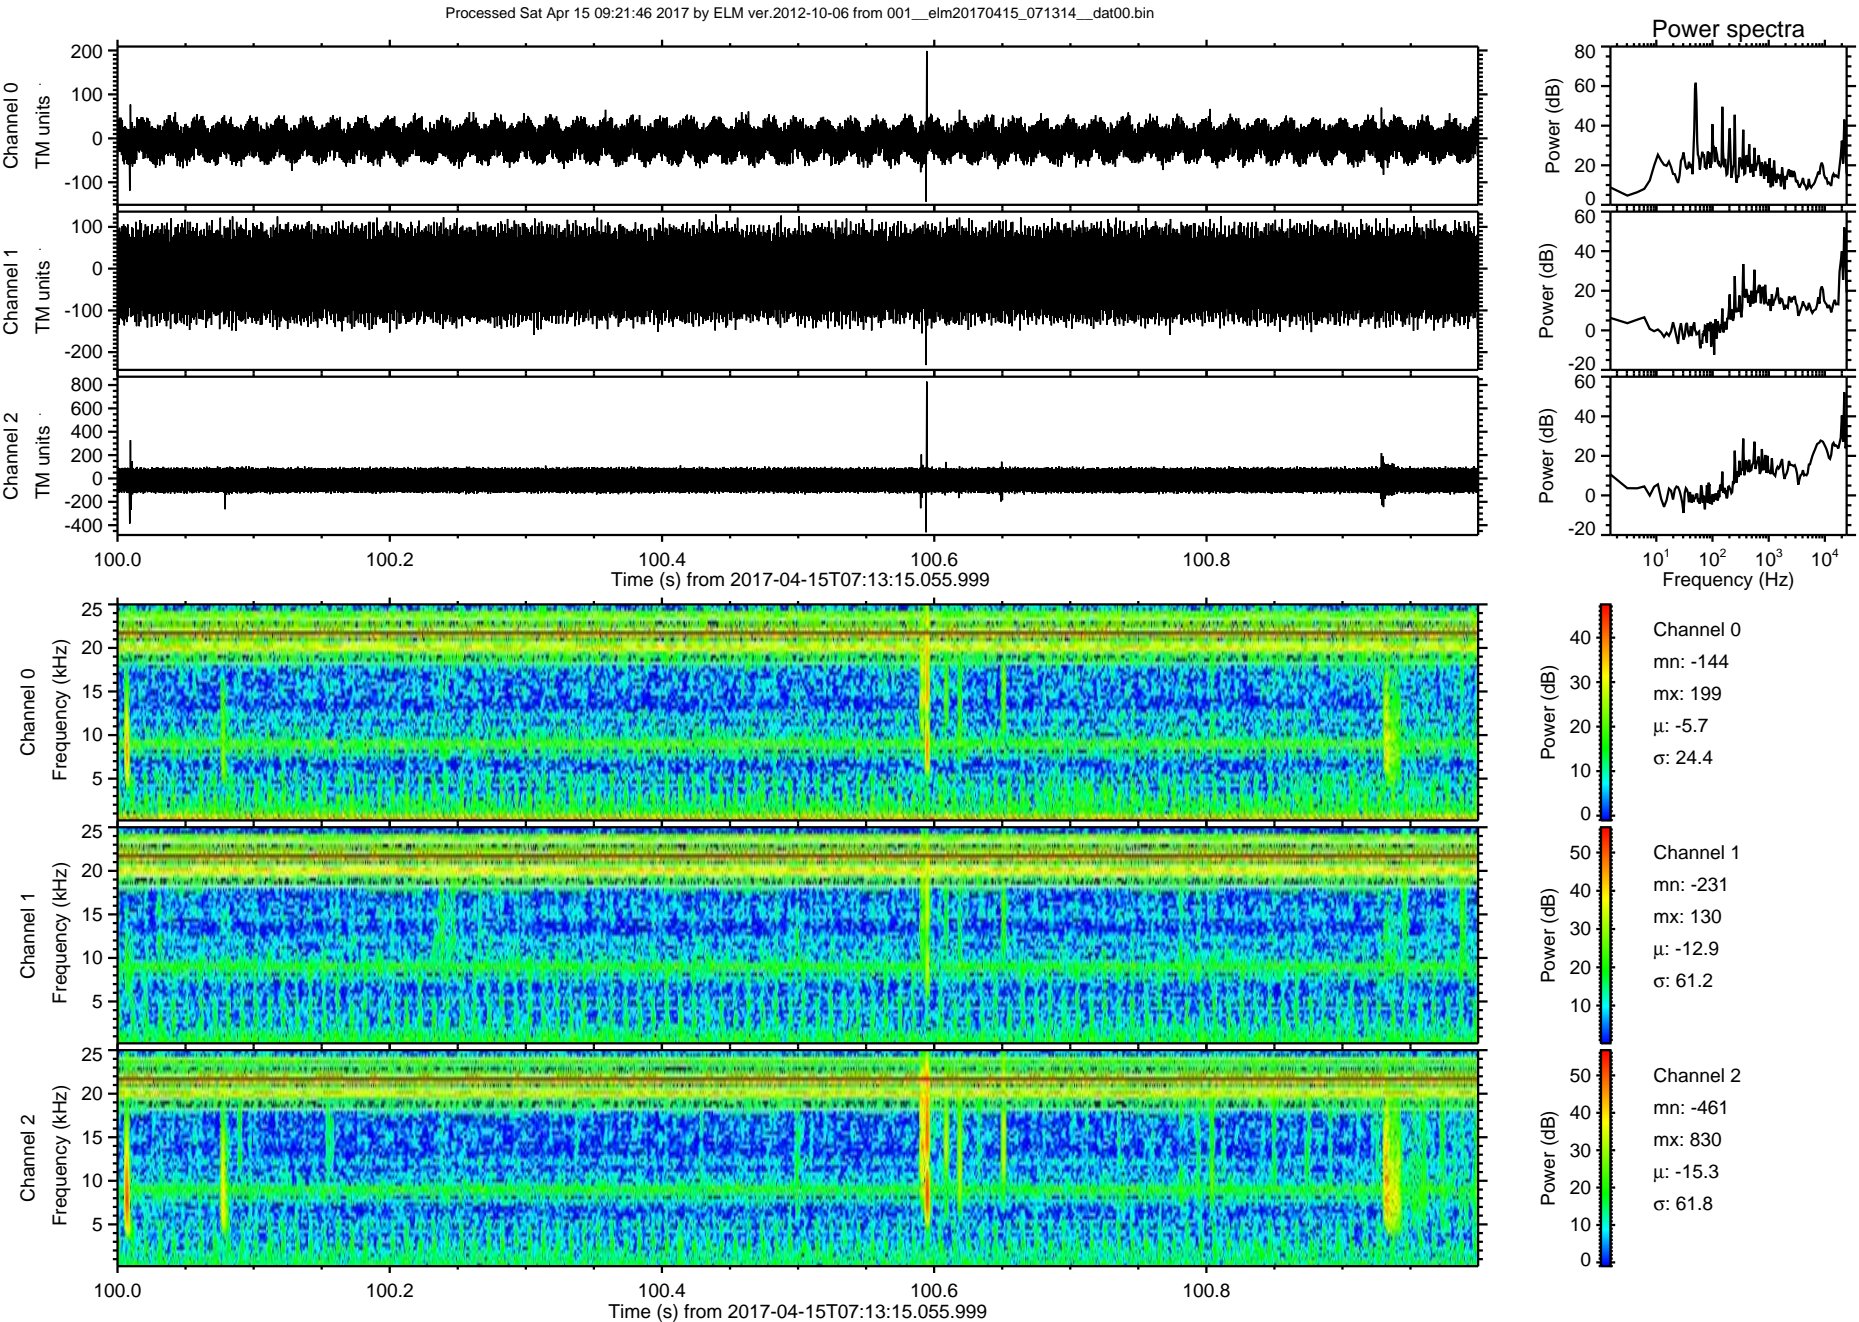 Processed Sat Apr 15 09:21:46 2017 by ELM ver.2012-10-06 from 001__elm20170415_071314__dat00.bin
Power spectra
Channel 0
TM units
200
100
0
-100
Power (dB)
80
60
40
20
0
Channel 1
TM units
100
0
-100
-200
Power (dB)
60
40
20
0
-20
Channel 2
TM units
800
600
400
200
0
-200
-400
Power (dB)
60
40
20
0
-20
100.0 100.2 100.4 100.6 100.8
Time (s) from 2017-04-15T07:13:15.055.999
10^1 10^2 10^3 10^4
Frequency (Hz)
Channel 0
Frequency (kHz)
25
20
15
10
5
Power (dB)
40
30
20
10
0
Channel 0
mn: -144
mx: 199
μ: -5.7
σ: 24.4
Channel 1
Frequency (kHz)
25
20
15
10
5
Power (dB)
50
40
30
20
10
Channel 1
mn: -231
mx: 130
μ: -12.9
σ: 61.2
Channel 2
Frequency (kHz)
25
20
15
10
5
Power (dB)
50
40
30
20
10
0
Channel 2
mn: -461
mx: 830
μ: -15.3
σ: 61.8
100.0 100.2 100.4 100.6 100.8
Time (s) from 2017-04-15T07:13:15.055.999